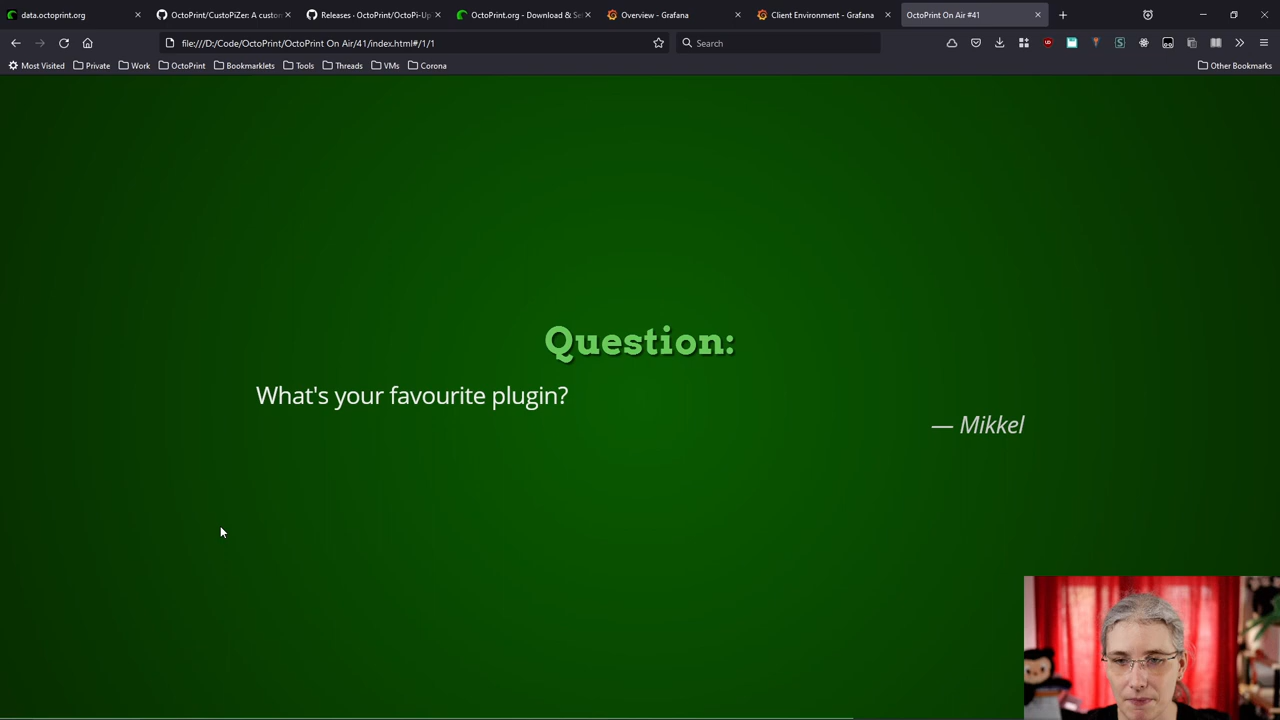 data.octoprint.org
OctoPrint/CustoPiZer: A custom
Releases · OctoPrint/OctoPi-Up
OctoPrint.org - Download & Set
Overview - Grafana
Client Environment - Grafana
OctoPrint On Air #41
file:///D:/Code/OctoPrint/OctoPrint On Air/41/index.html#/1/1
Search
Most Visited
Private
Work
OctoPrint
Bookmarklets
Tools
Threads
VMs
Corona
Other Bookmarks
Question:
What's your favourite plugin?
— Mikkel